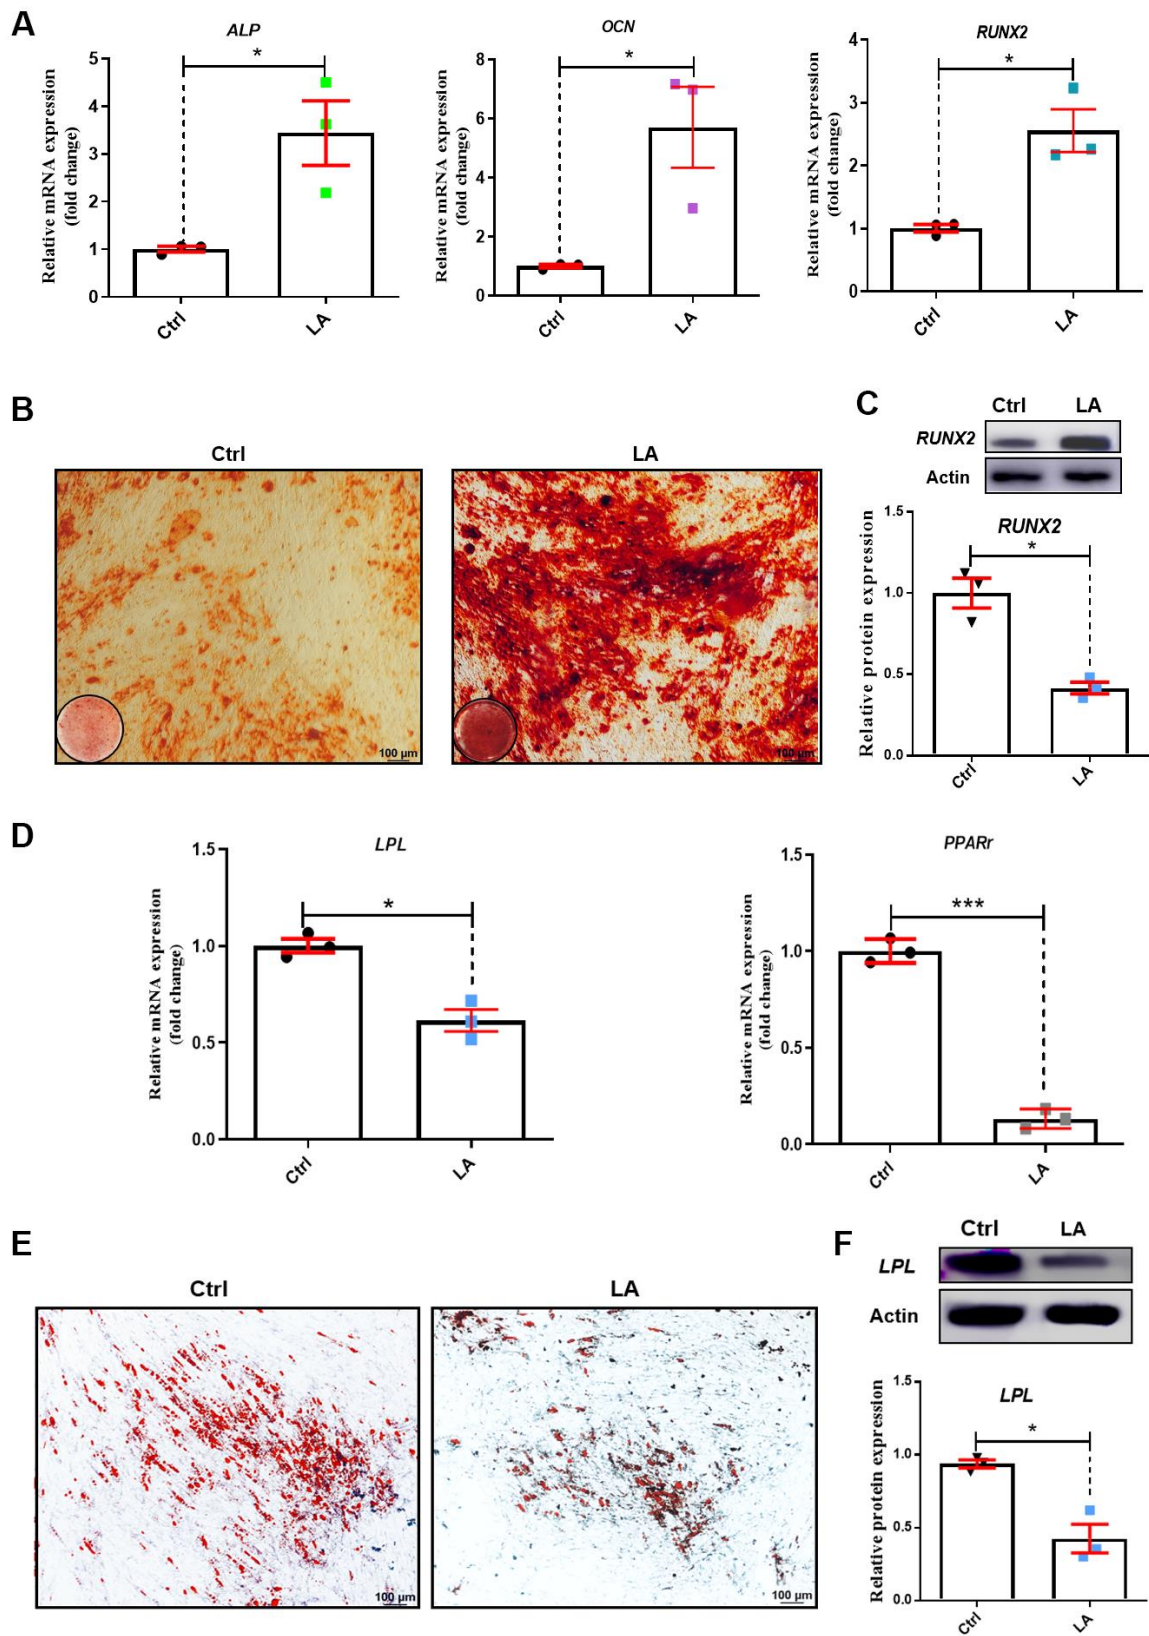 A
ALP
*
Relative mRNA expression
(fold change)
5
4
3
2
1
0
Ctrl
LA
OCN
*
Relative mRNA expression
(fold change)
8
6
4
2
0
Ctrl
LA
RUNX2
*
Relative mRNA expression
(fold change)
4
3
2
1
0
Ctrl
LA
B
Ctrl
LA
100 µm
100 µm
C
Ctrl LA
RUNX2
Actin
RUNX2
*
Relative protein expression
1.5
1.0
0.5
0.0
Ctrl
LA
D
LPL
*
Relative mRNA expression
(fold change)
1.5
1.0
0.5
0.0
Ctrl
LA
PPARr
***
Relative mRNA expression
(fold change)
1.5
1.0
0.5
0.0
Ctrl
LA
E
Ctrl
LA
100 µm
100 µm
F
Ctrl LA
LPL
Actin
LPL
*
Relative protein expression
1.5
1.0
0.5
0.0
Ctrl
LA